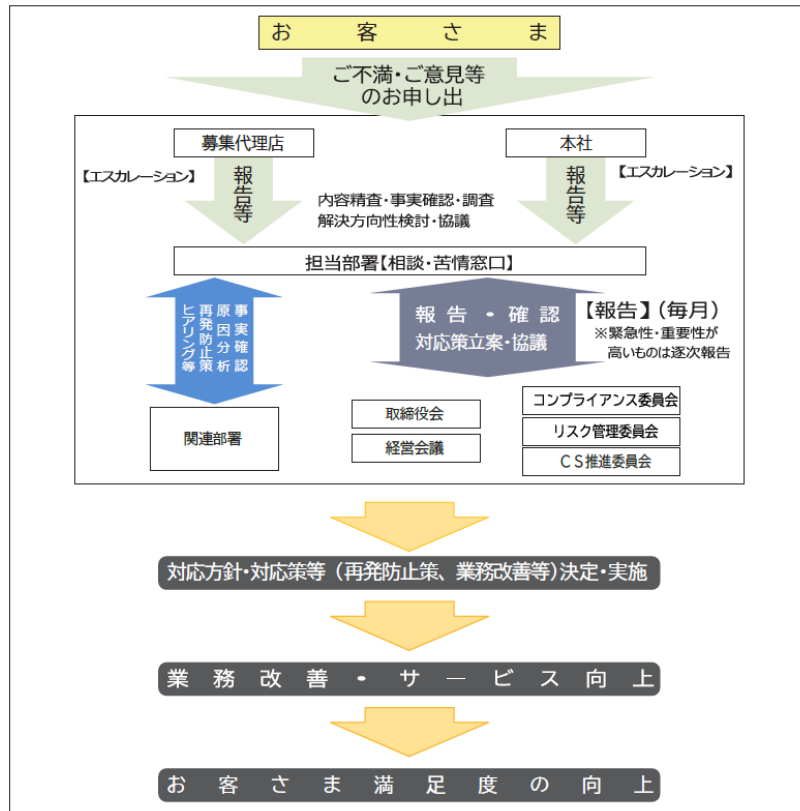 お客さま
ご不満・ご意見等
のお申し出
募集代理店
本社
【エスカレーション】
報告等
【エスカレーション】
報告等
内容精査・事実確認・調査
解決方向性検討・協議
担当部署【相談・苦情窓口】
事実確認
原因分析
再発防止策
ヒアリング等
報告・確認
対応策立案・協議
【報告】(毎月)
※緊急性・重要性が
高いものは逐次報告
関連部署
取締役会
経営会議
コンプライアンス委員会
リスク管理委員会
CS推進委員会
対応方針・対応策等(再発防止策、業務改善等)決定・実施
業務改善・サービス向上
お客さま満足度の向上